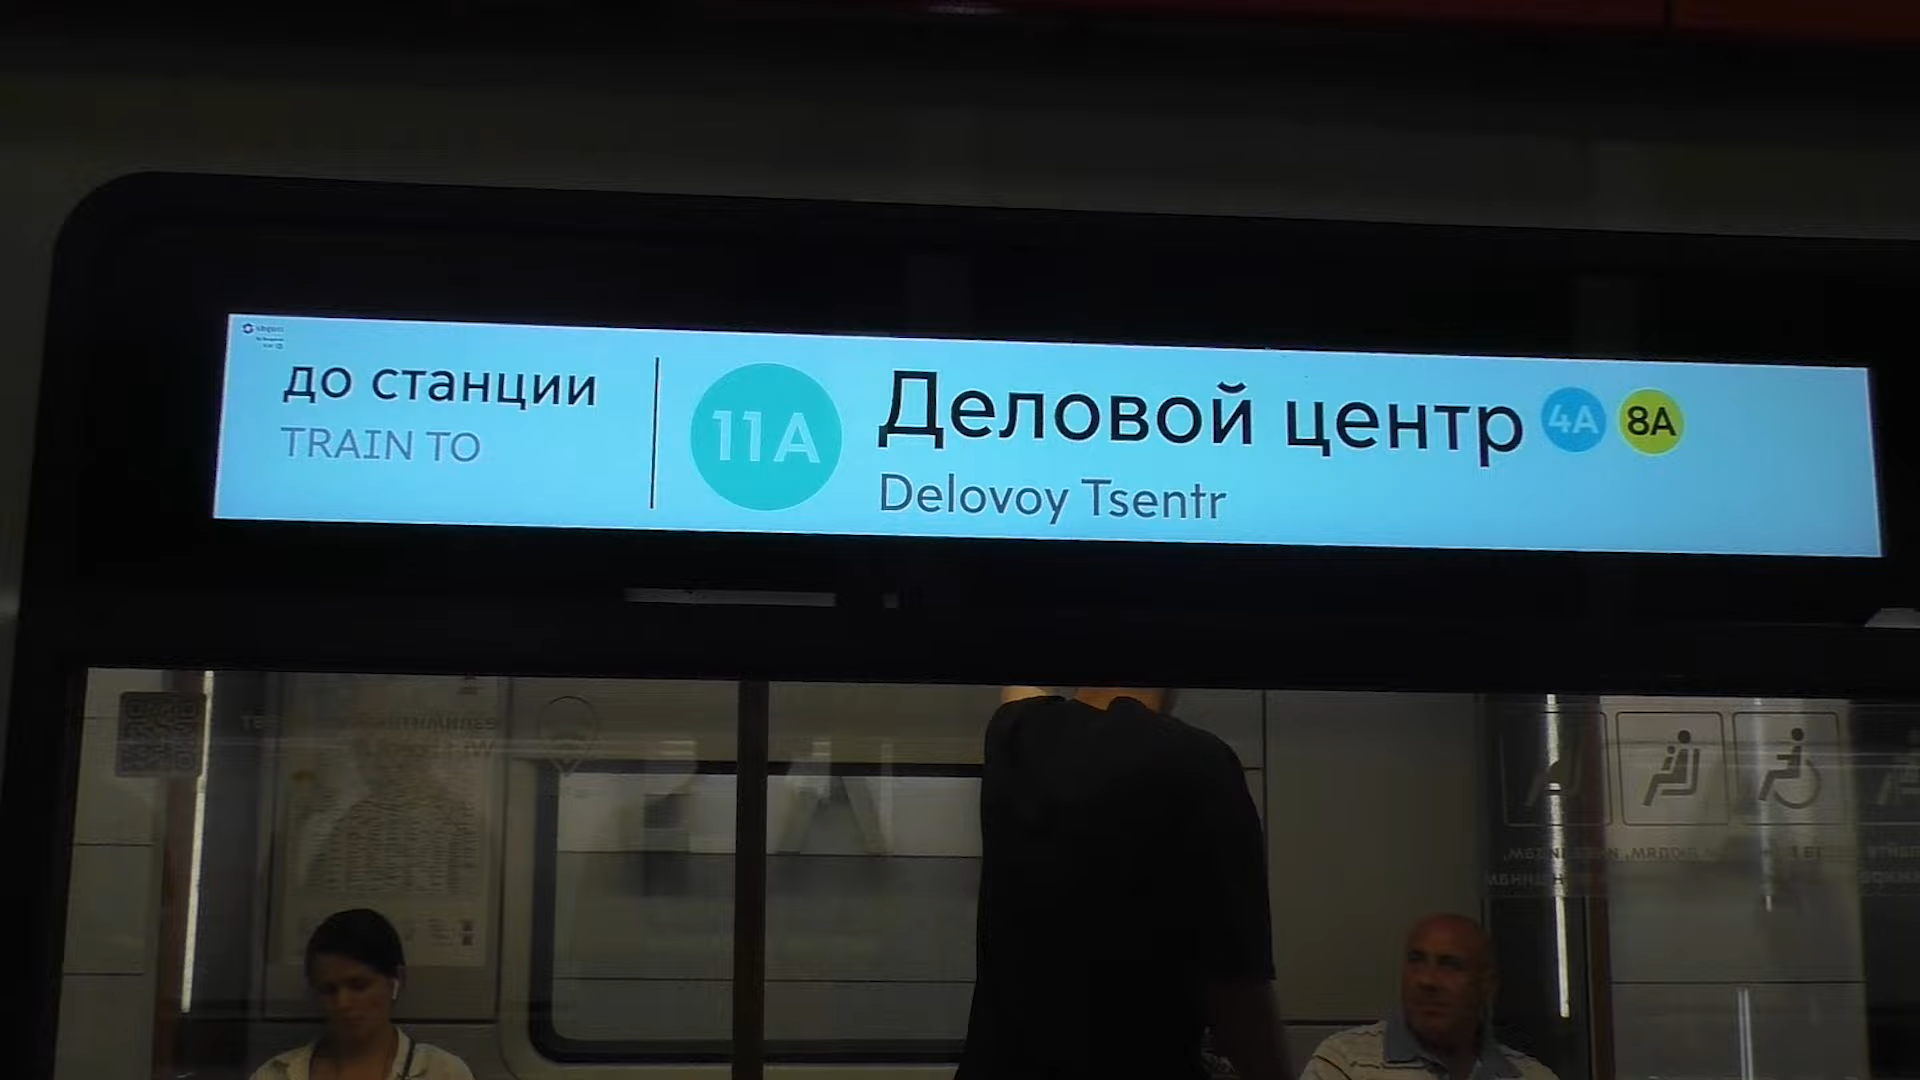 до станции
TRAIN TO
11А
Деловой центр 4А 8А
Delovoy Tsentr